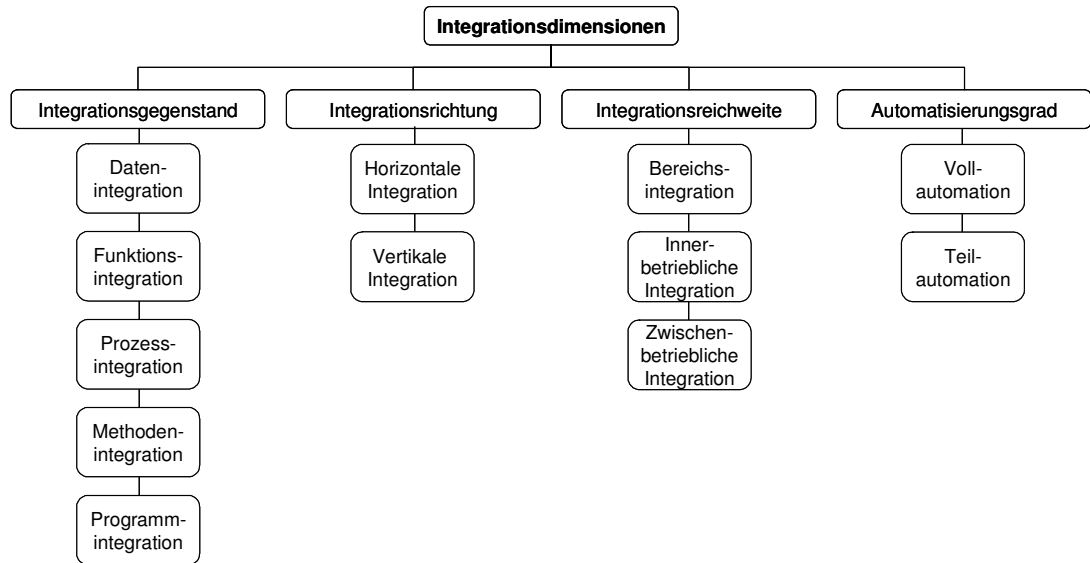 Integrationsdimensionen
Integrationsgegenstand
Daten-
integration
Funktions-
integration
Prozess-
integration
Methoden-
integration
Programm-
integration
Integrationsrichtung
Horizontale
Integration
Vertikale
Integration
Integrationsreichweite
Bereichs-
integration
Inner-
betriebliche
Integration
Zwischen-
betriebliche
Integration
Automatisierungsgrad
Voll-
automation
Teil-
automation